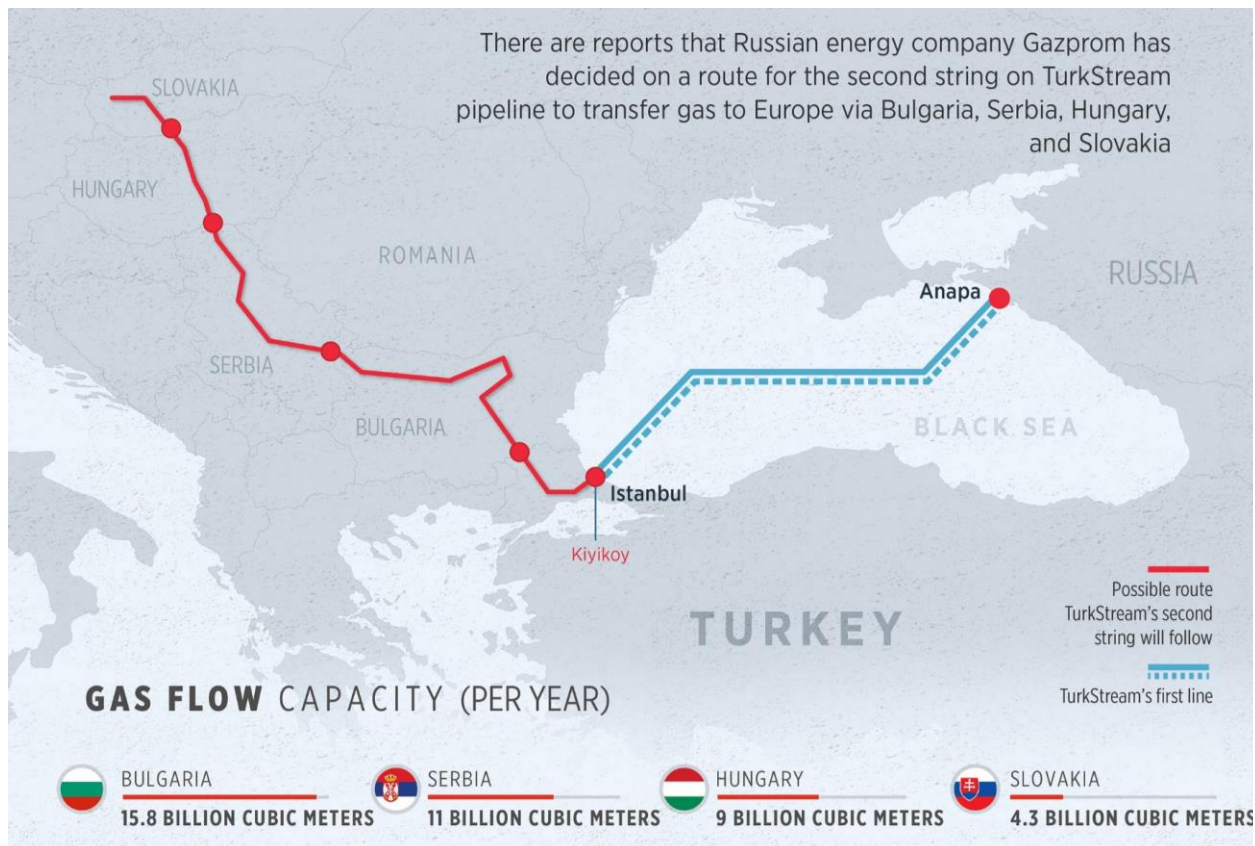 There are reports that Russian energy company Gazprom has
decided on a route for the second string on TurkStream
pipeline to transfer gas to Europe via Bulgaria, Serbia, Hungary,
and Slovakia
SLOVAKIA
HUNGARY
ROMANIA
RUSSIA
Anapa
SERBIA
BULGARIA
BLACK SEA
Istanbul
Kiyikoy
TURKEY
Possible route
TurkStream's second
string will follow
TurkStream's first line
GAS FLOW CAPACITY (PER YEAR)
BULGARIA
15.8 BILLION CUBIC METERS
SERBIA
11 BILLION CUBIC METERS
HUNGARY
9 BILLION CUBIC METERS
SLOVAKIA
4.3 BILLION CUBIC METERS